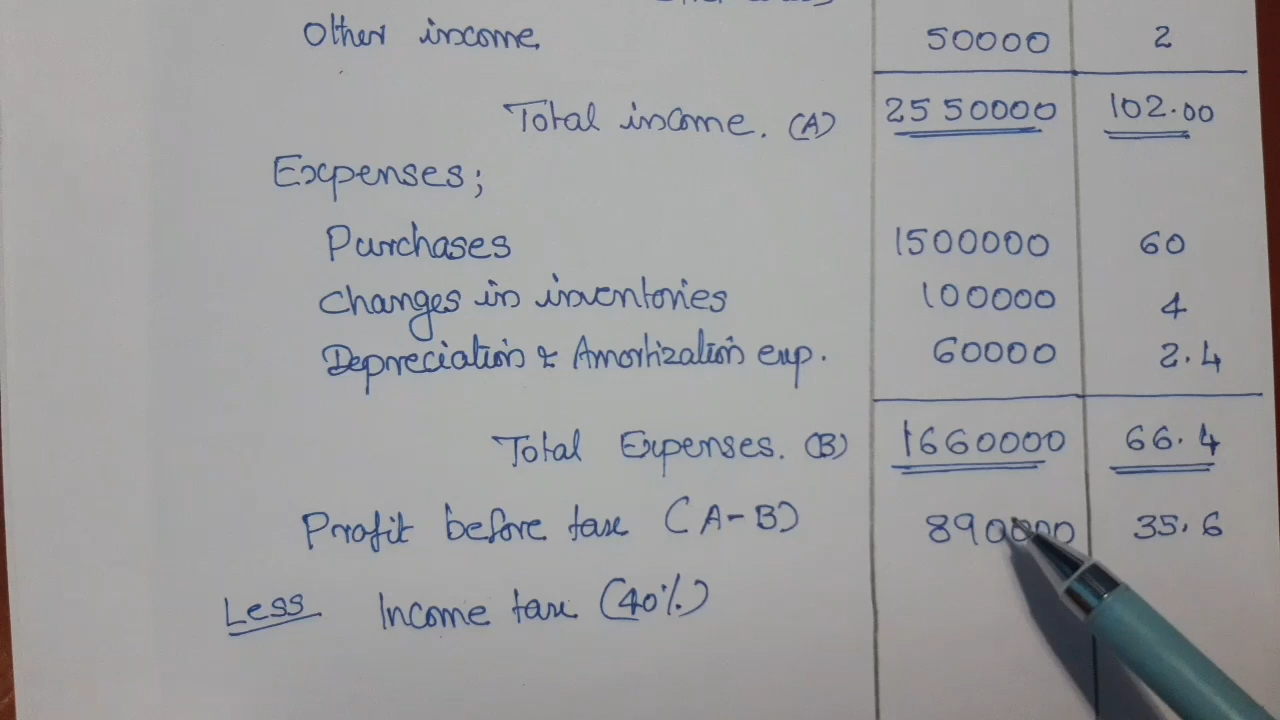 Other income 50000 2
Total income. (A) 2550000 102.00
Expenses;
Purchases 1500000 60
Changes in inventories 100000 4
Depreciation & Amortization exp. 60000 2.4
Total Expenses. (B) 1660000 66.4
Profit before tax (A-B) 890000 35.6
Less Income tax (40%)